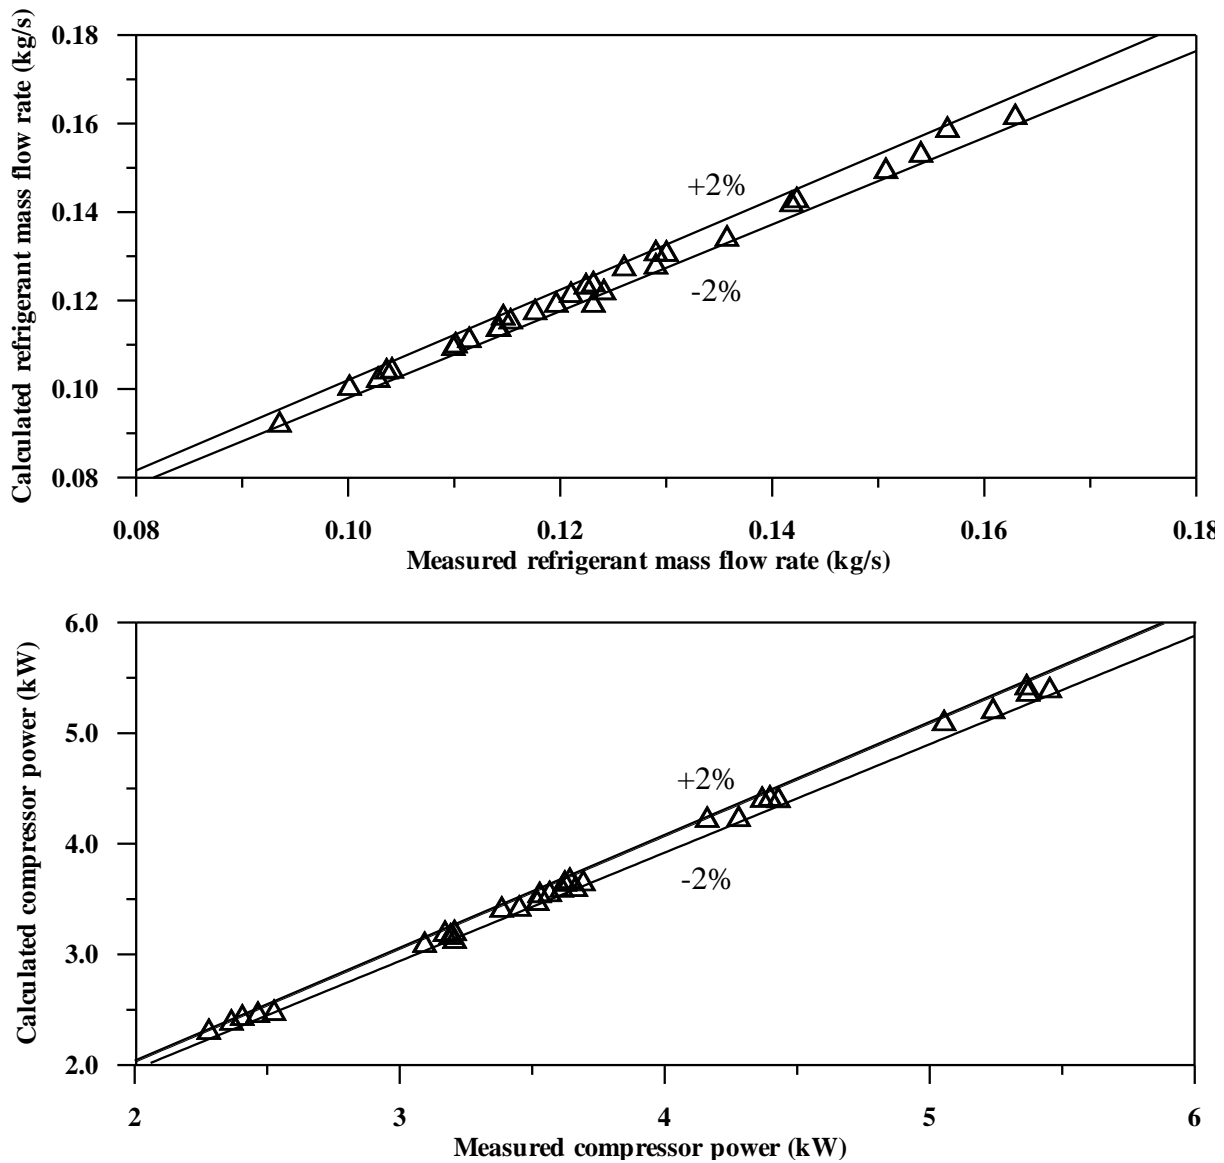 Calculated refrigerant mass flow rate (kg/s)
0.18
0.16
0.14
0.12
0.10
0.08
+2%
-2%
0.08 0.10 0.12 0.14 0.16 0.18
Measured refrigerant mass flow rate (kg/s)
Calculated compressor power (kW)
6.0
5.0
4.0
3.0
2.0
+2%
-2%
2 3 4 5 6
Measured compressor power (kW)